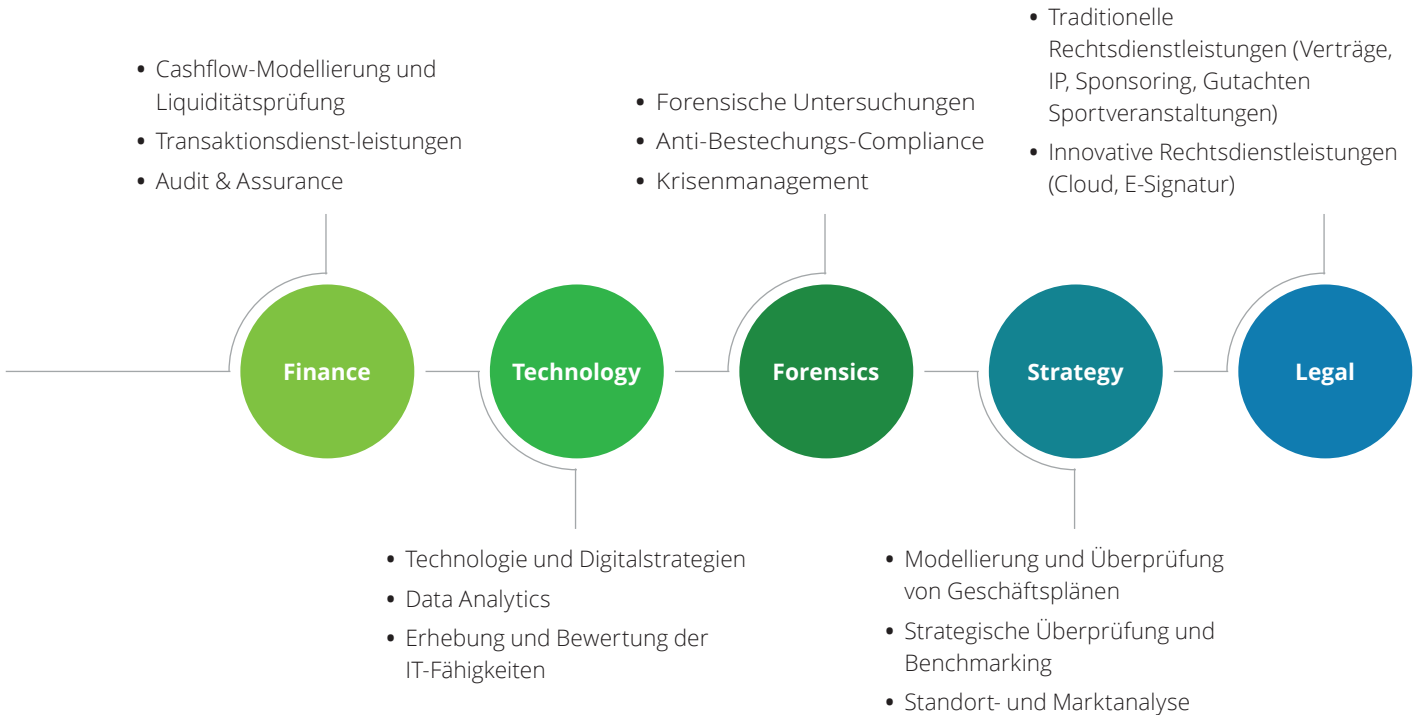 • Cashflow-Modellierung und
Liquiditätsprüfung
• Transaktionsdienst-leistungen
• Audit & Assurance
• Forensische Untersuchungen
• Anti-Bestechungs-Compliance
• Krisenmanagement
• Traditionelle
Rechtsdienstleistungen (Verträge,
IP, Sponsoring, Gutachten
Sportveranstaltungen)
• Innovative Rechtsdienstleistungen
(Cloud, E-Signatur)
Finance
Technology
Forensics
Strategy
Legal
• Technologie und Digitalstrategien
• Data Analytics
• Erhebung und Bewertung der
IT-Fähigkeiten
• Modellierung und Überprüfung
von Geschäftsplänen
• Strategische Überprüfung und
Benchmarking
• Standort- und Marktanalyse